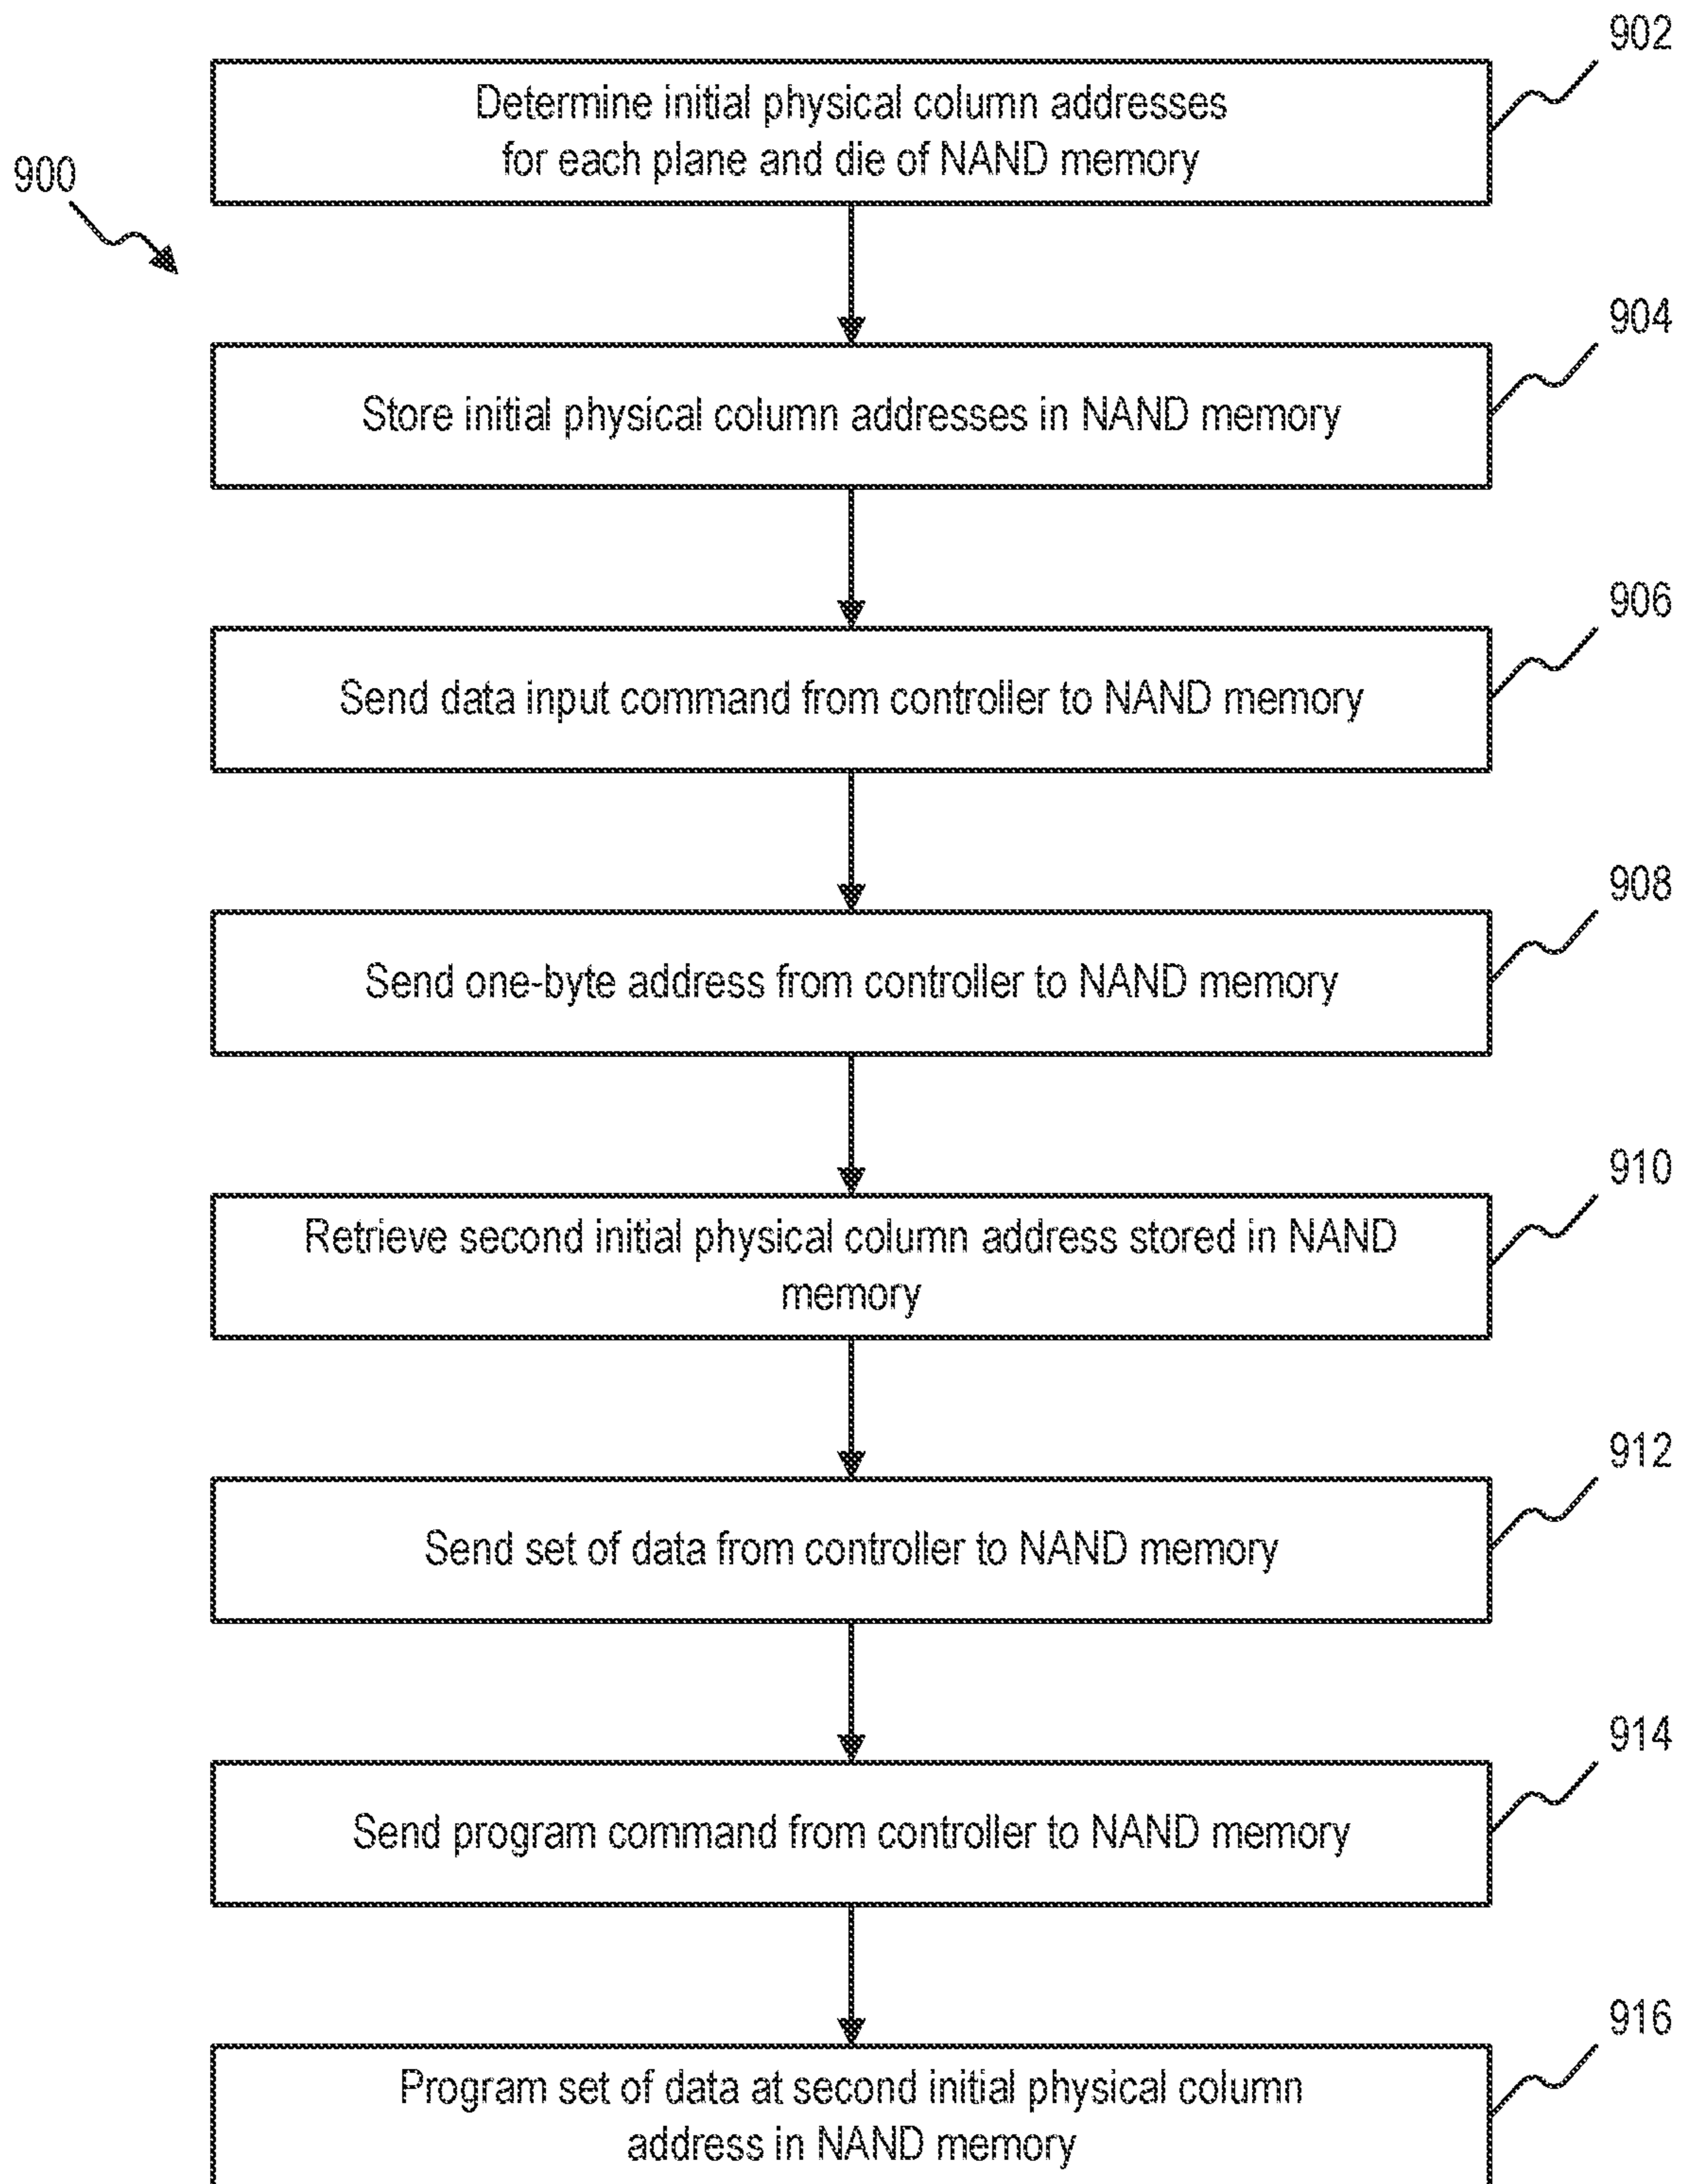 902
Determine initial physical column addresses
for each plane and die of NAND memory
900
904
Store initial physical column addresses in NAND memory
906
Send data input command from controller to NAND memory
908
Send one-byte address from controller to NAND memory
910
Retrieve second initial physical column address stored in NAND
memory
912
Send set of data from controller to NAND memory
914
Send program command from controller to NAND memory
916
Program set of data at second initial physical column
address in NAND memory